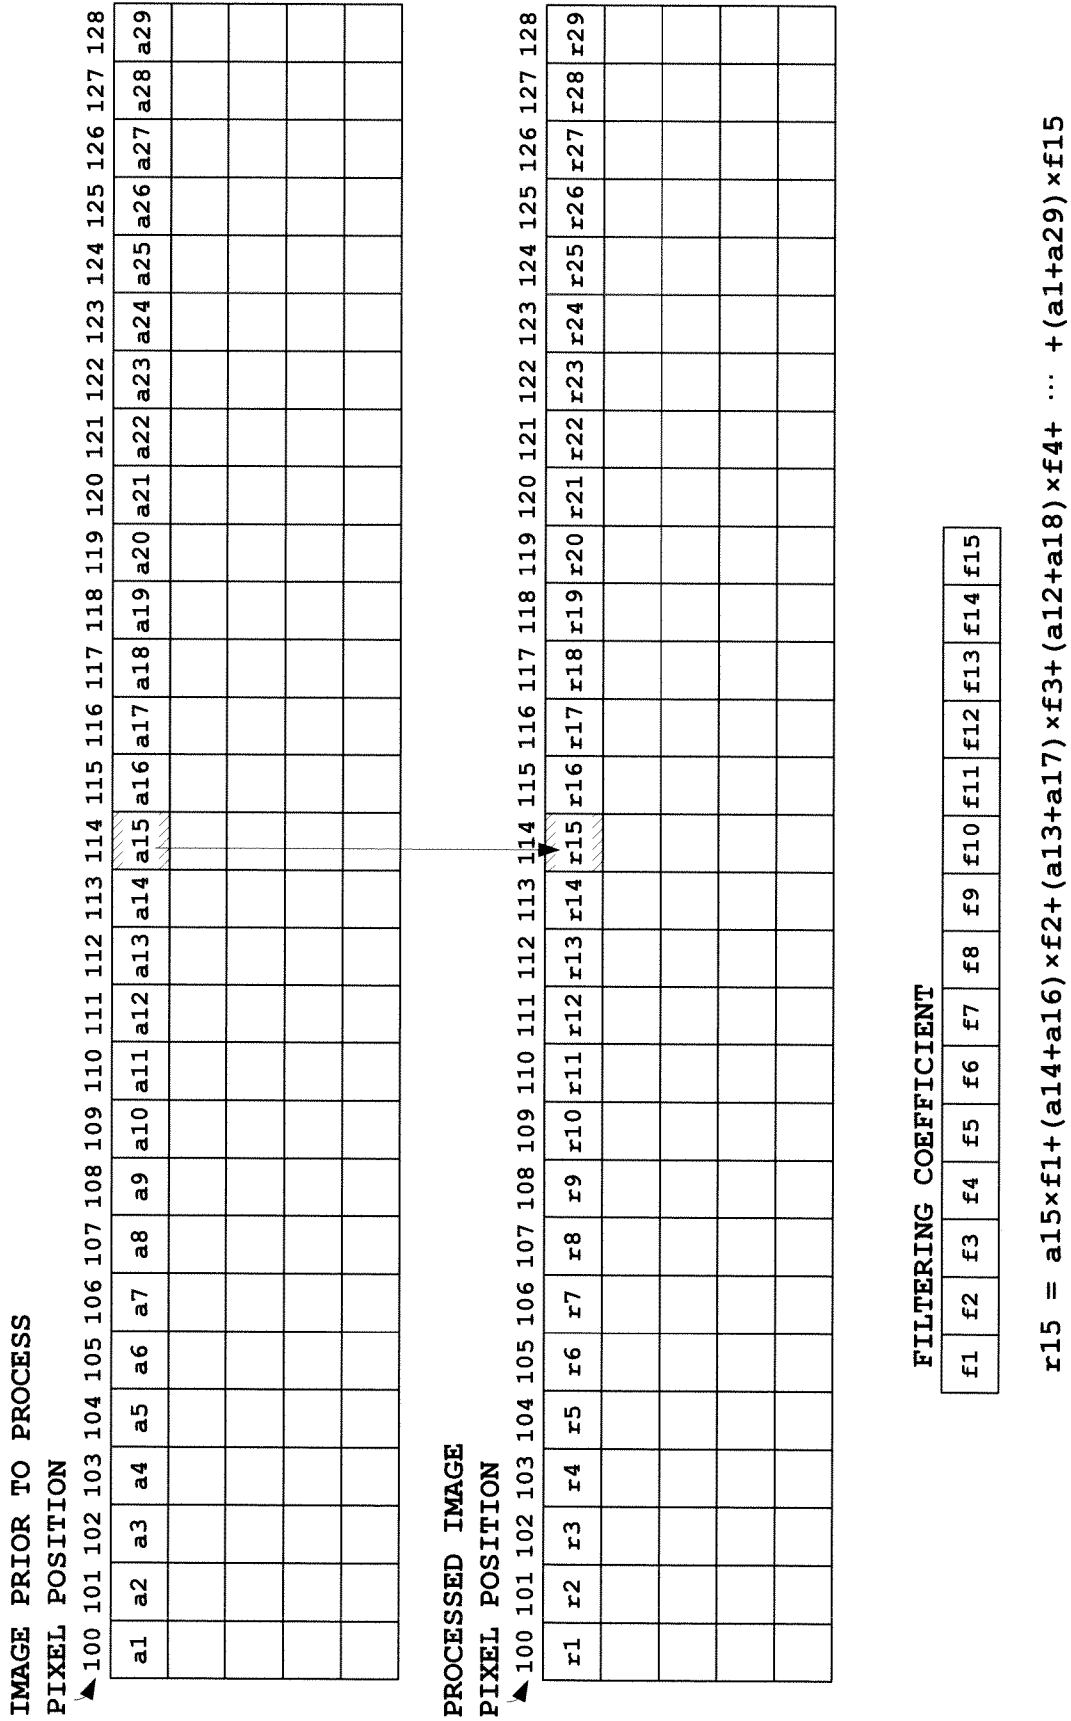 IMAGE PRIOR TO PROCESS
PIXEL POSITION
100 101 102 103 104 105 106 107 108 109 110 111 112 113 114 115 116 117 118 119 120 121 122 123 124 125 126 127 128
a1 a2 a3 a4 a5 a6 a7 a8 a9 a10 a11 a12 a13 a14 a15 a16 a17 a18 a19 a20 a21 a22 a23 a24 a25 a26 a27 a28 a29
PROCESSED IMAGE
PIXEL POSITION
100 101 102 103 104 105 106 107 108 109 110 111 112 113 114 115 116 117 118 119 120 121 122 123 124 125 126 127 128
r1 r2 r3 r4 r5 r6 r7 r8 r9 r10 r11 r12 r13 r14 r15 r16 r17 r18 r19 r20 r21 r22 r23 r24 r25 r26 r27 r28 r29
FILTERING COEFFICIENT
f1 f2 f3 f4 f5 f6 f7 f8 f9 f10 f11 f12 f13 f14 f15
r15 = a15×f1+(a14+a16)×f2+(a13+a17)×f3+(a12+a18)×f4+ ··· +(a1+a29)×f15